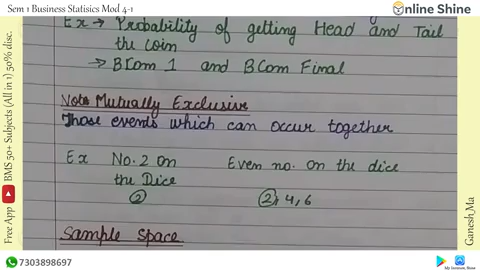 Sem 1 Business Statisics Mod 4-1
Online Shine
Ex → Probability of getting Head and Tail
the coin
→ BCom 1 and BCom Final
Note Mutually Exclusive
Those events which can occur together
Ex No. 2 on Even no. on the dice
the Dice
2 2, 4, 6
Sample space
Free App ▶ BMS 50+ Subjects (All in 1) 50% disc.
Ganesh_Ma
7303898697